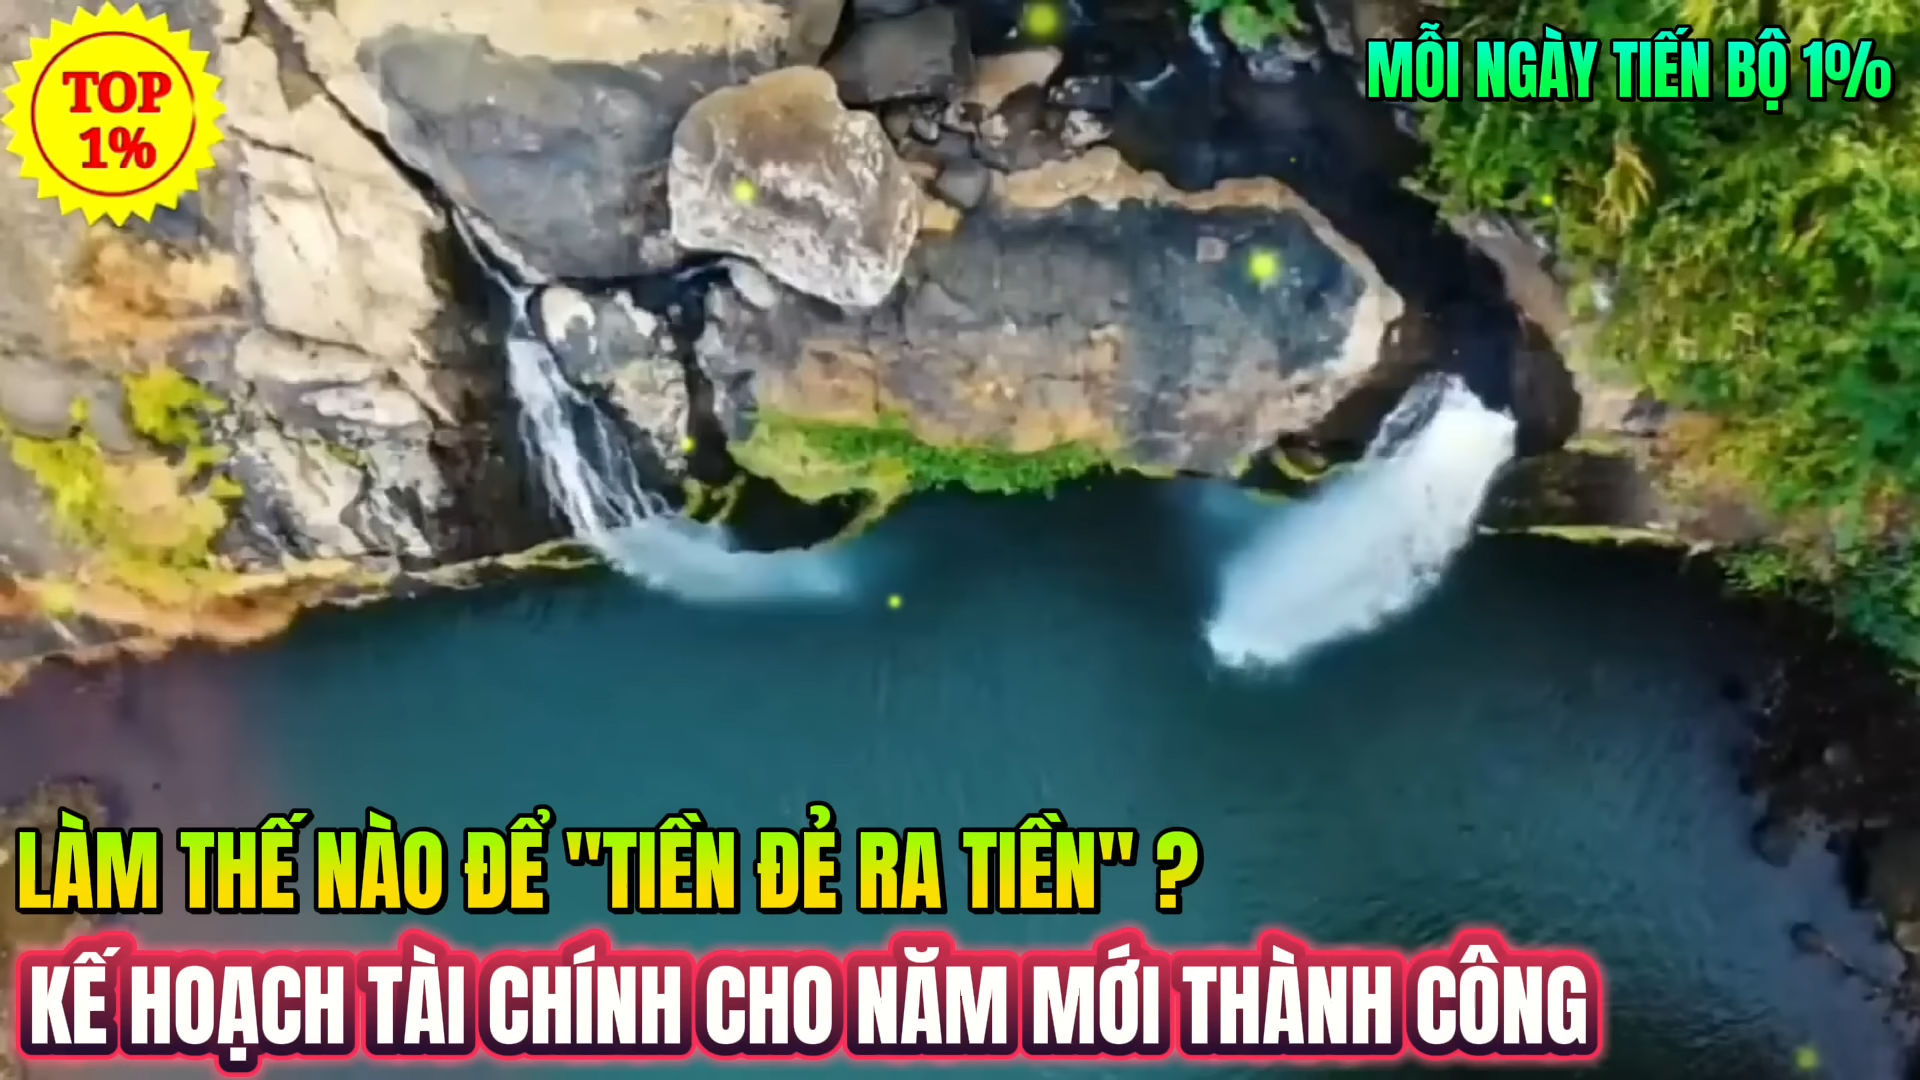 TOP
1%
MỖI NGÀY TIẾN BỘ 1%
LÀM THẾ NÀO ĐỂ "TIỀN ĐẺ RA TIỀN" ?
KẾ HOẠCH TÀI CHÍNH CHO NĂM MỚI THÀNH CÔNG